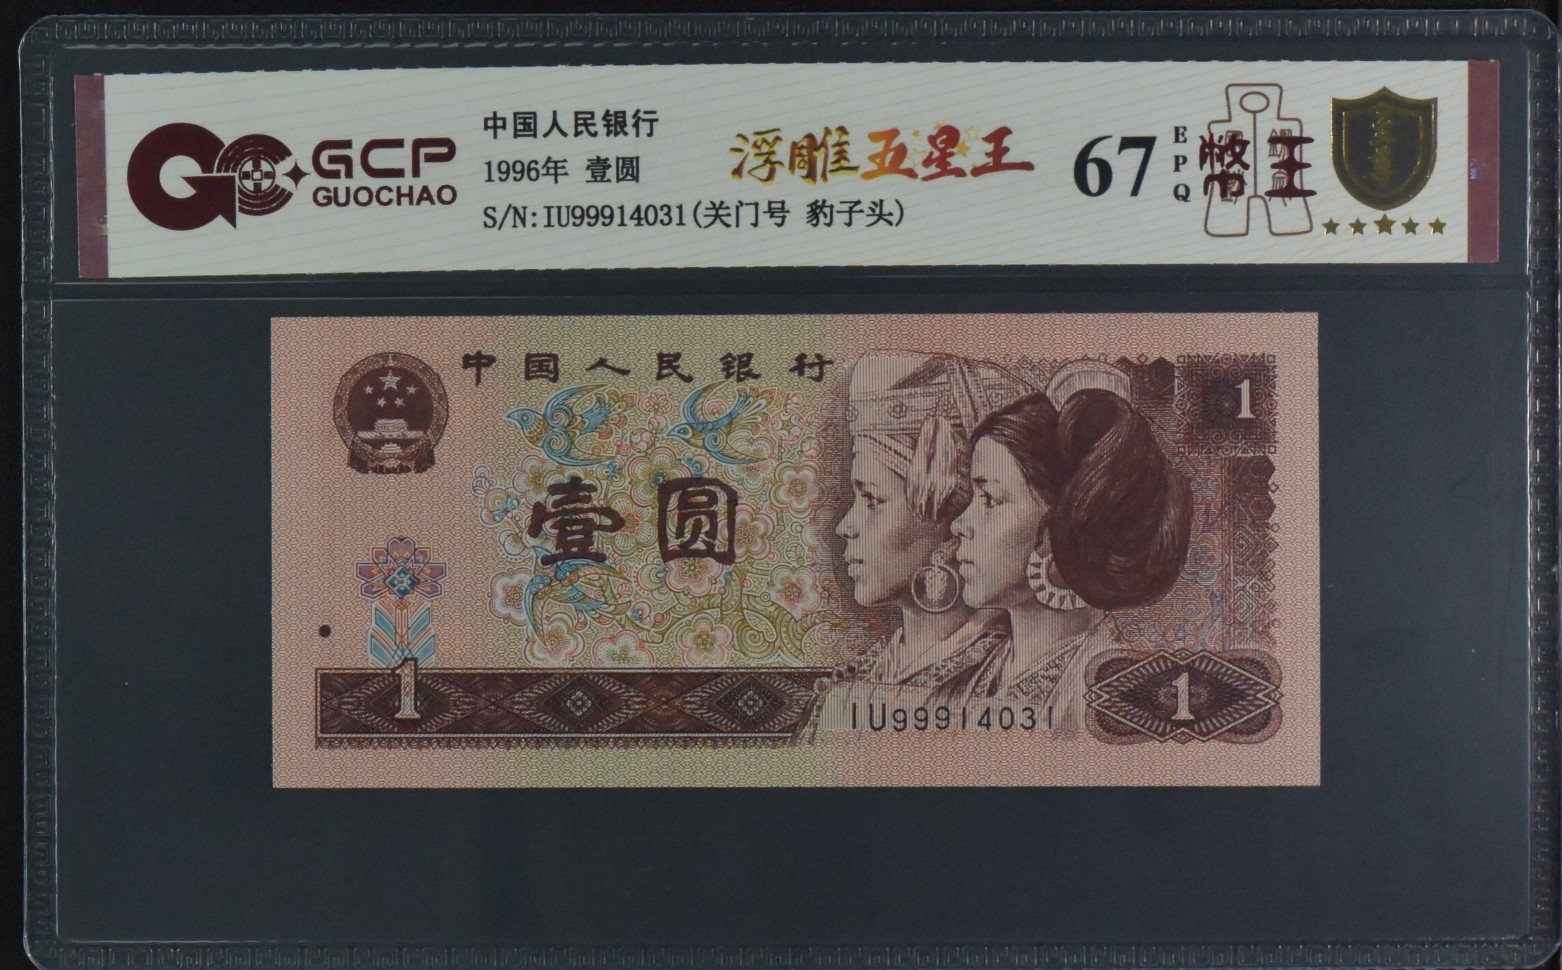 GCP
GUOCHAO
中国人民银行
1996年 壹圆
S/N:IU99914031(关门号 豹子头)
浮雕五星王
67
EPQ
中国人民银行
1
壹圆
1
IU99914031
1